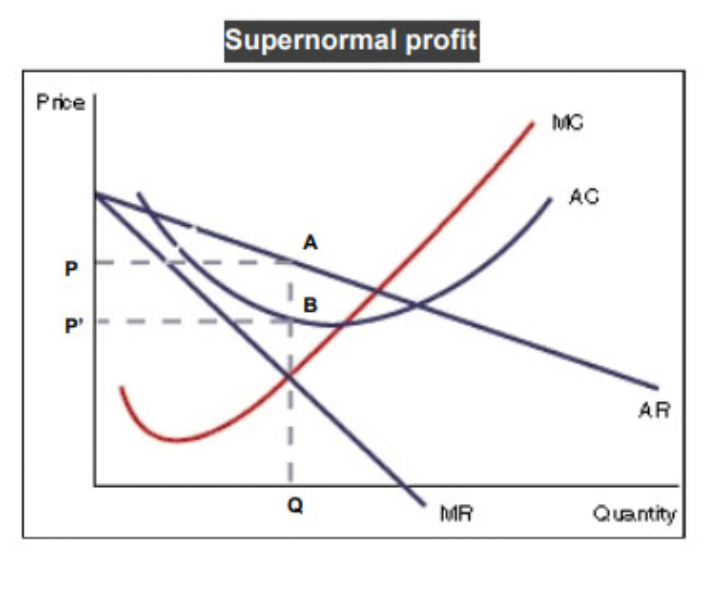 Supernormal profit
Price
MC
AC
A
P
B
P'
AR
Q
MR
Quantity